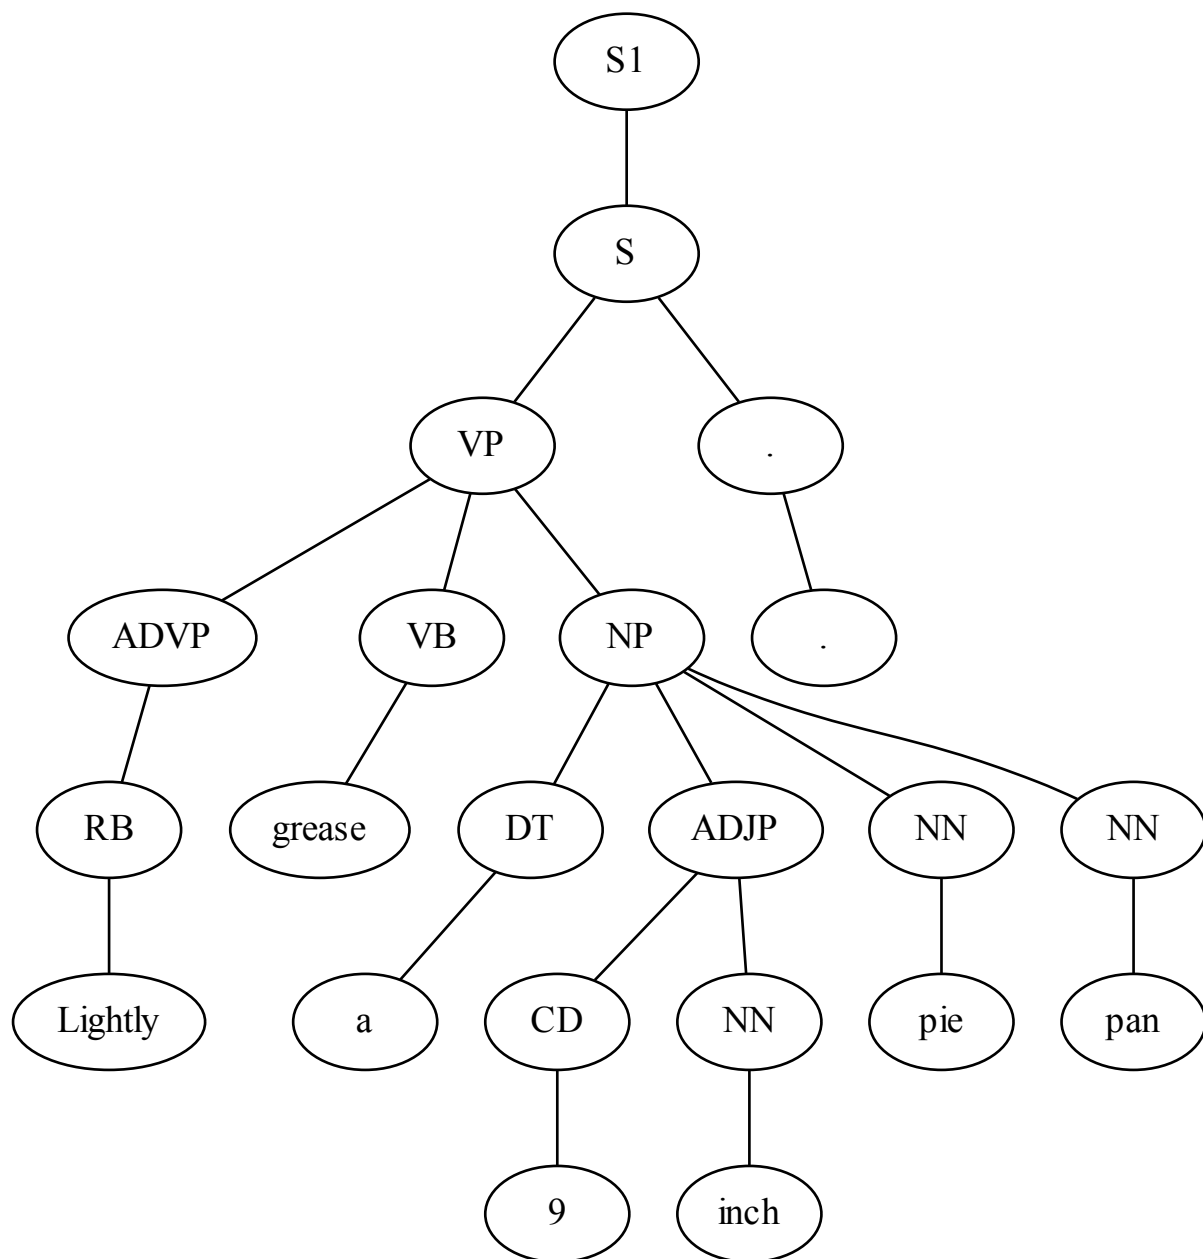 S1
S
VP .
ADVP VB NP .
RB grease DT ADJP NN NN
Lightly a CD NN pie pan
9 inch